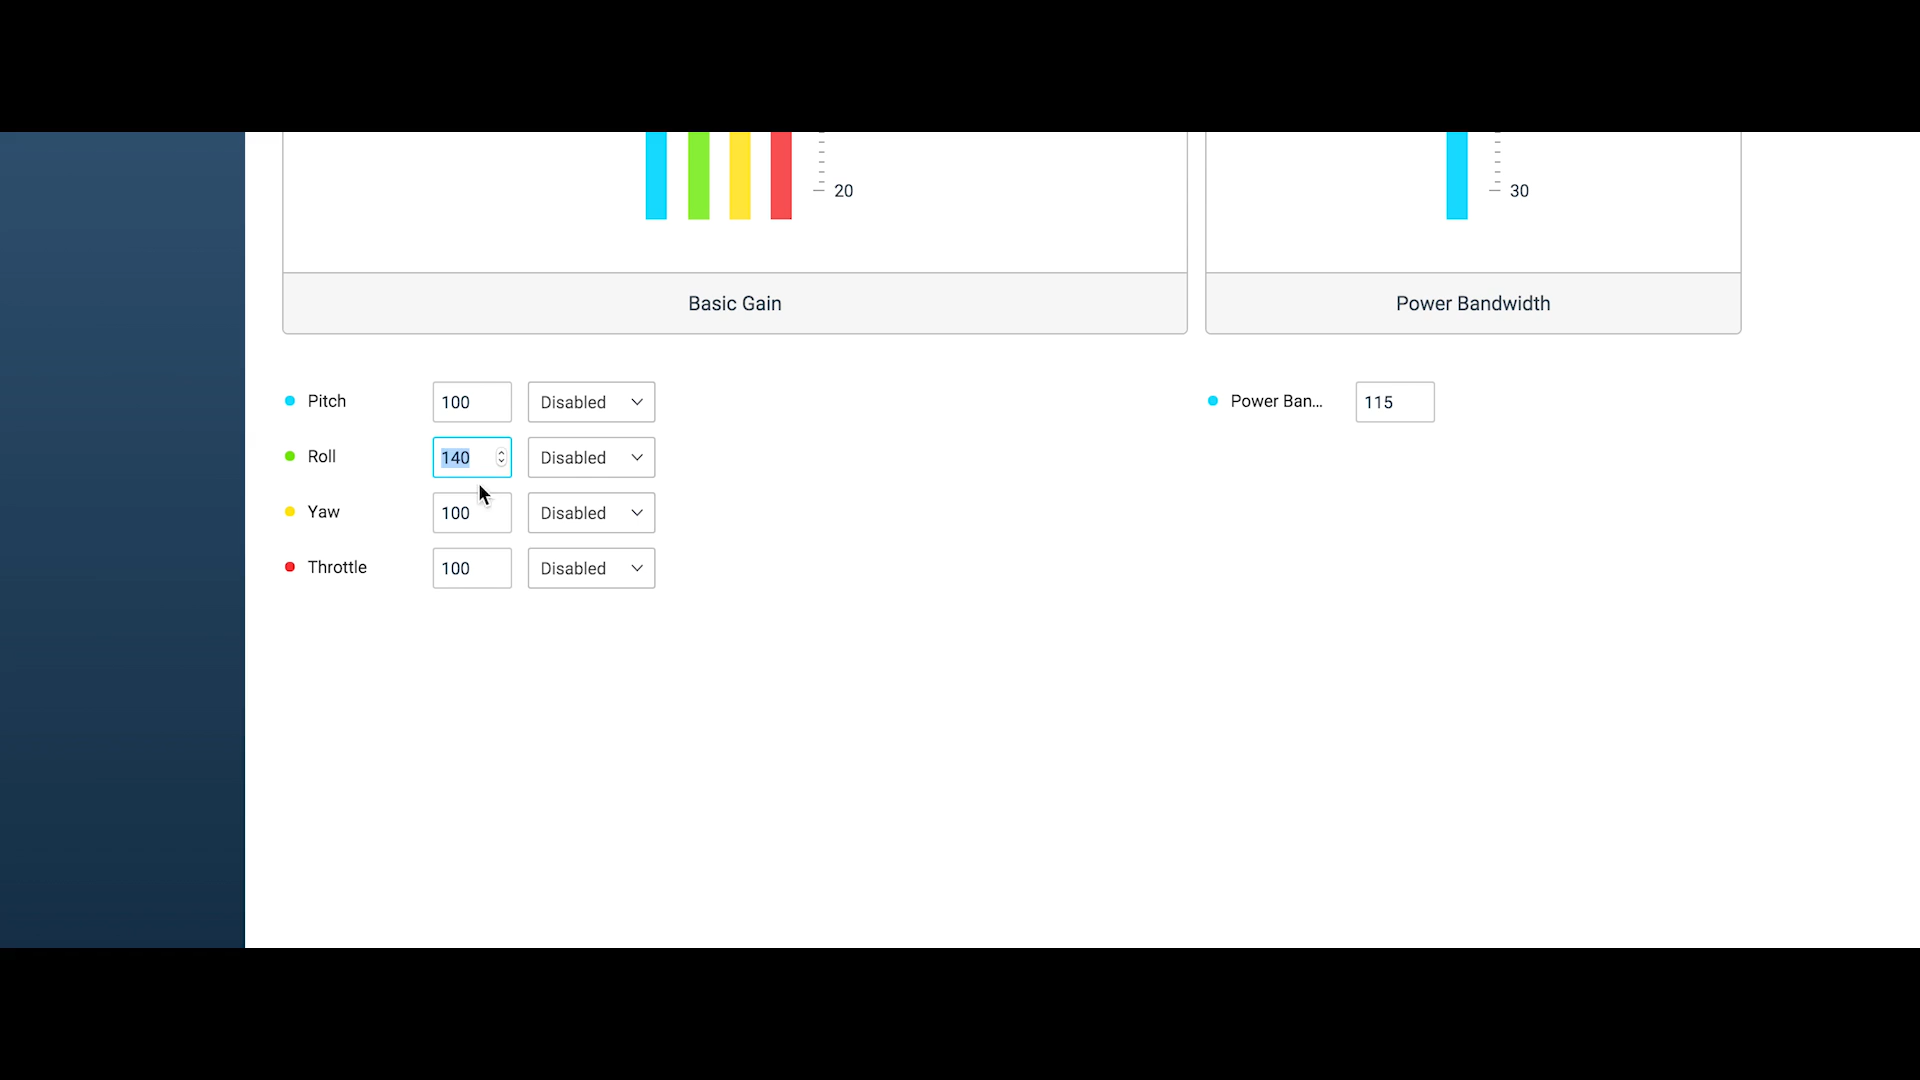 20
30
Basic Gain
Power Bandwidth
Pitch 100 Disabled
Power Ban... 115
Roll 140 Disabled
Yaw 100 Disabled
Throttle 100 Disabled